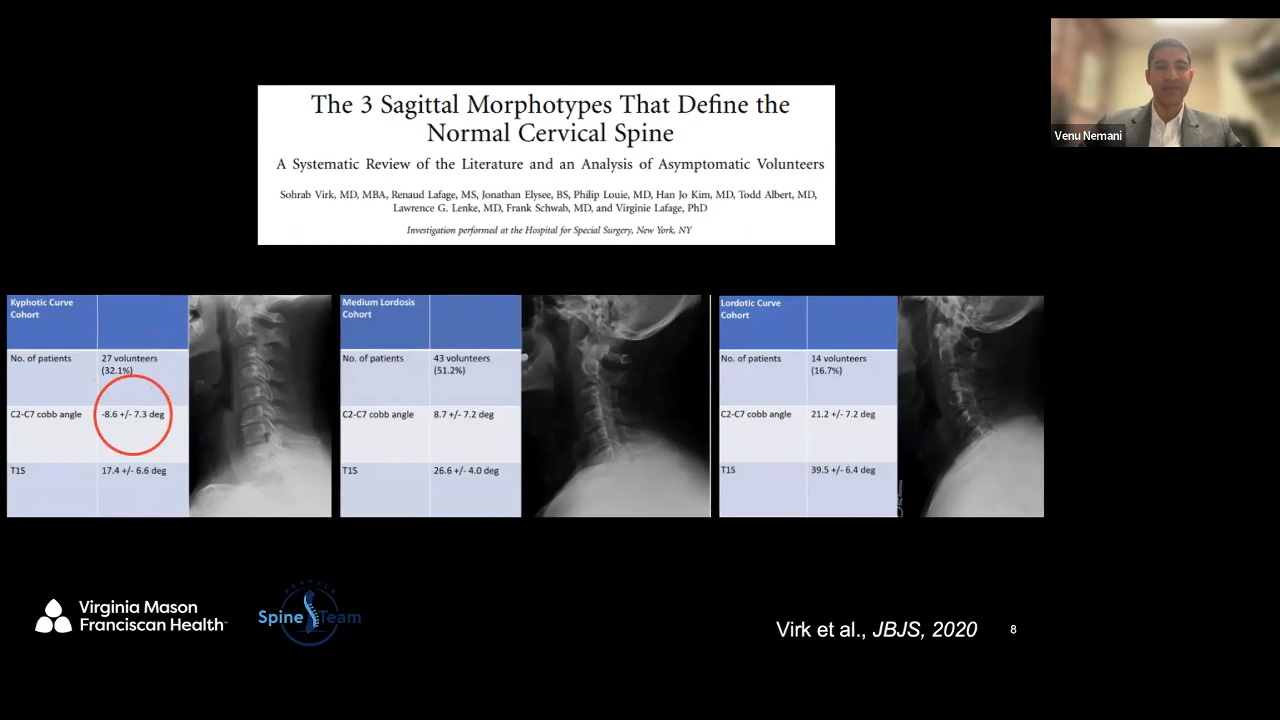 The 3 Sagittal Morphotypes That Define the
Normal Cervical Spine
A Systematic Review of the Literature and an Analysis of Asymptomatic Volunteers
Sohrab Virk, MD, MBA, Renaud Lafage, MS, Jonathan Elysee, BS, Philip Louie, MD, Han Jo Kim, MD, Todd Albert, MD,
Lawrence G. Lenke, MD, Frank Schwab, MD, and Virginie Lafage, PhD
Investigation performed at the Hospital for Special Surgery, New York, NY
Venu Nemani
Kyphotic Curve
Cohort
No. of patients
27 volunteers
(32.1%)
C2-C7 cobb angle
-8.6 +/- 7.3 deg
T1S
17.4 +/- 6.6 deg
Medium Lordosis
Cohort
No. of patients
43 volunteers
(51.2%)
C2-C7 cobb angle
8.7 +/- 7.2 deg
T1S
26.6 +/- 4.0 deg
Lordotic Curve
Cohort
No. of patients
14 volunteers
(16.7%)
C2-C7 cobb angle
21.2 +/- 7.2 deg
T1S
39.5 +/- 6.4 deg
Virginia Mason
Franciscan Health
SEATTLE
Spine Team
Virk et al., JBJS, 2020
8